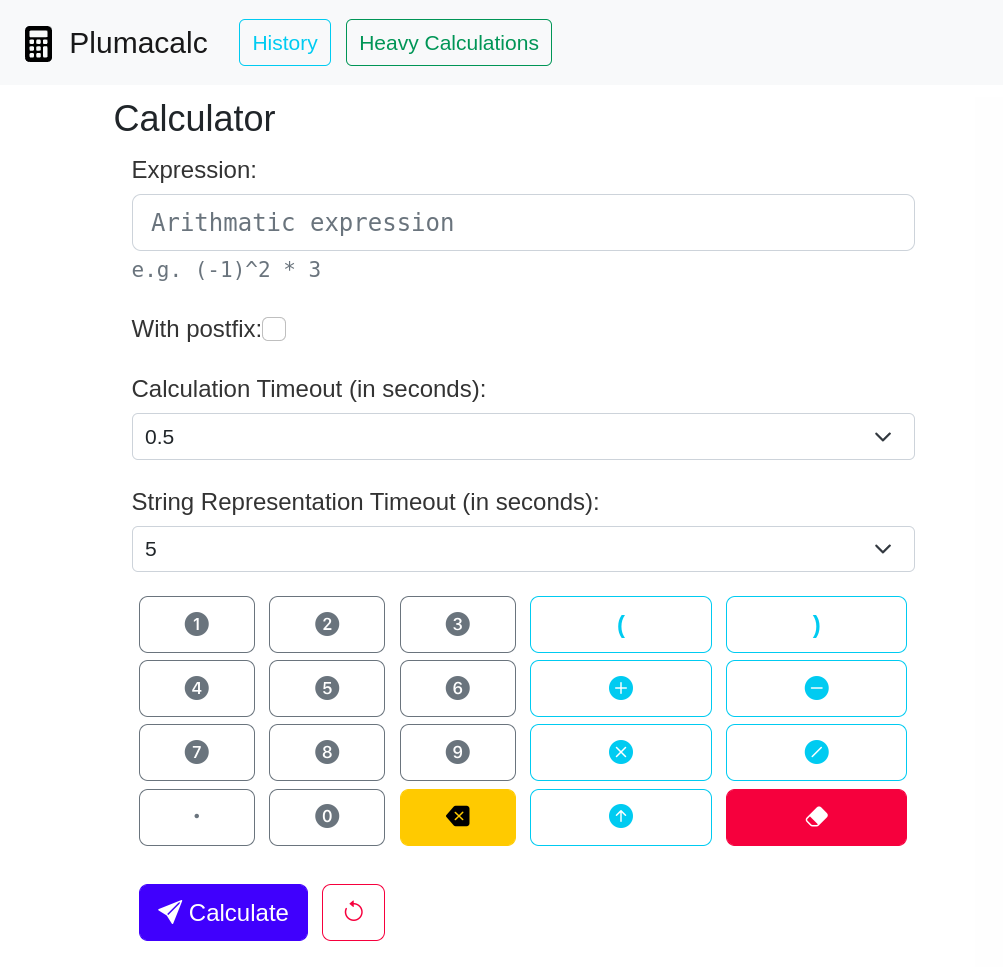 Plumacalc History Heavy Calculations
Calculator
Expression:
Arithmatic expression
e.g. (-1)^2 * 3
With postfix:
Calculation Timeout (in seconds):
0.5
String Representation Timeout (in seconds):
5
1 2 3 ( )
4 5 6 + −
7 8 9 × /
. 0
Calculate